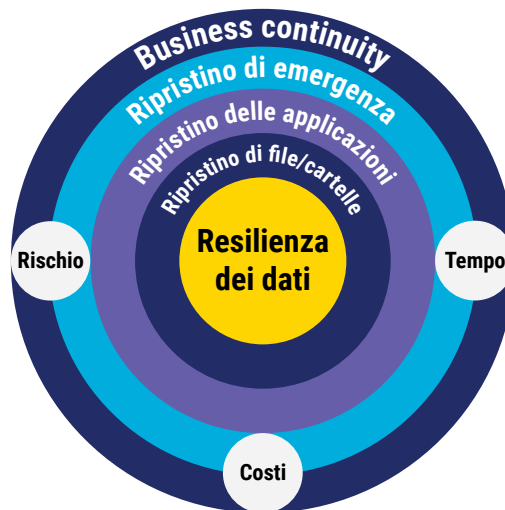 Business continuity
Ripristino di emergenza
Ripristino delle applicazioni
Ripristino di file/cartelle
Resilienza
dei dati
Rischio
Tempo
Costi